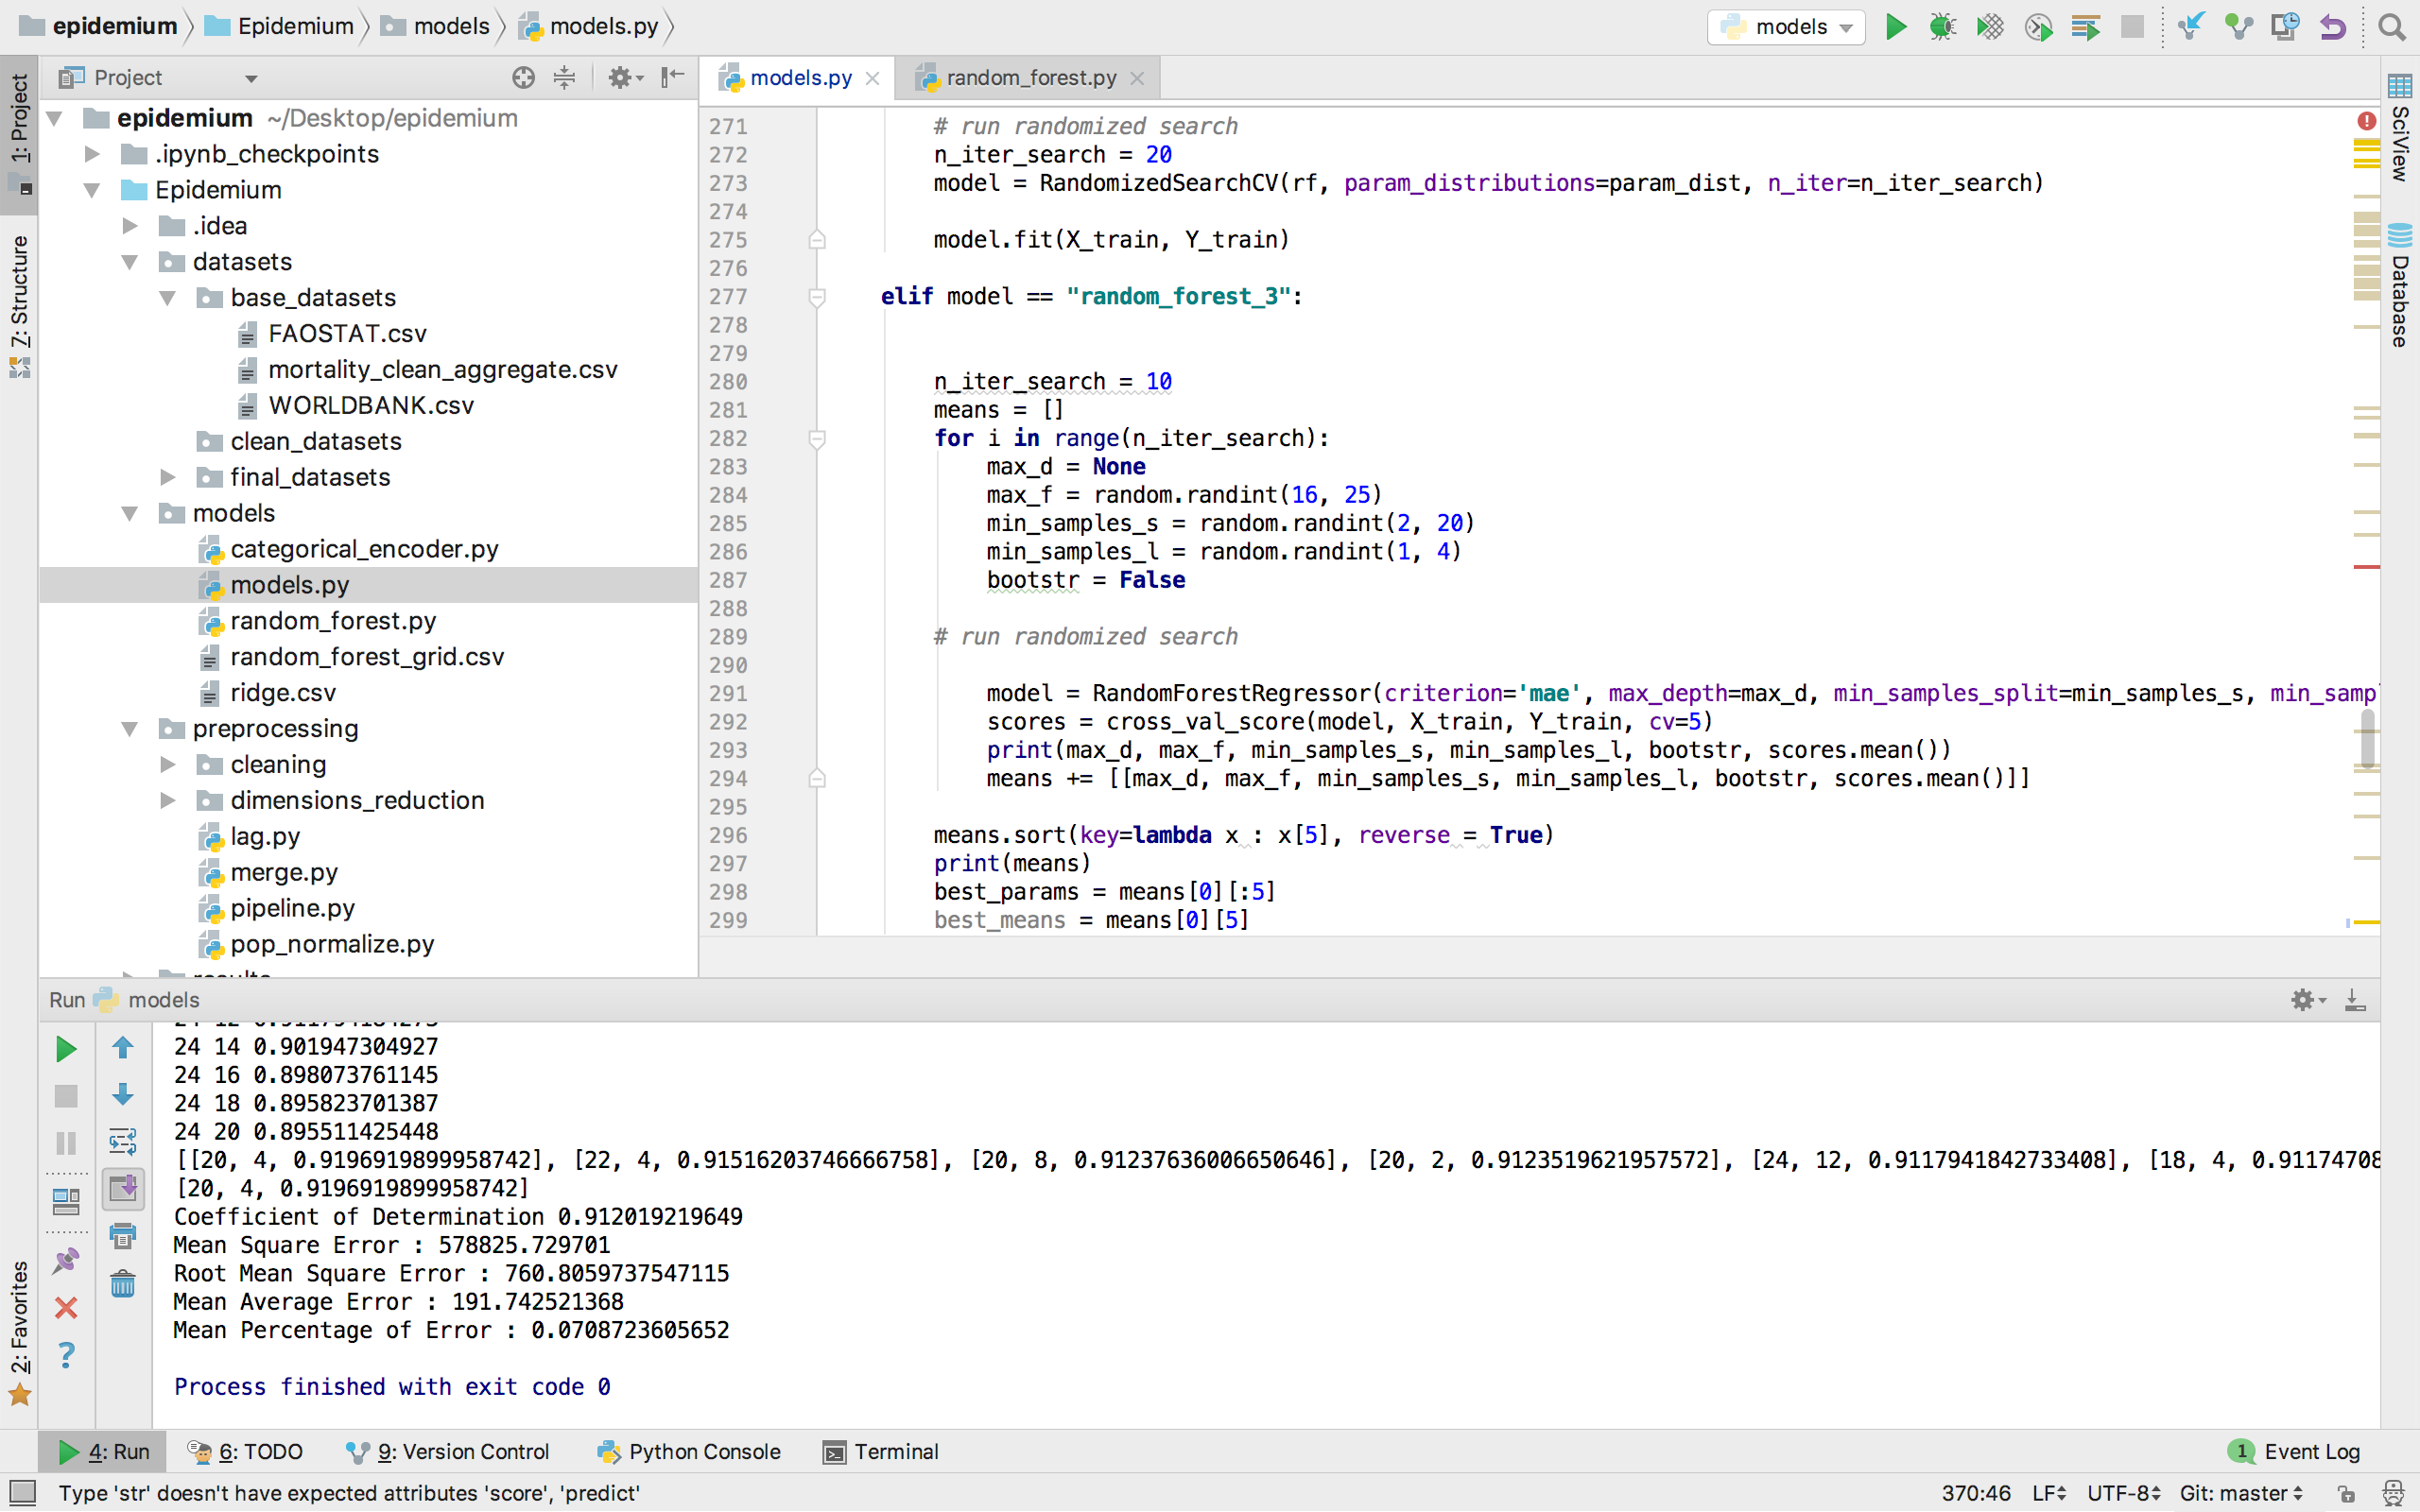 epidemium Epidemium models models.py models
1: Project
7: Structure
2: Favorites
Project
epidemium ~/Desktop/epidemium
.ipynb_checkpoints
Epidemium
.idea
datasets
base_datasets
FAOSTAT.csv
mortality_clean_aggregate.csv
WORLDBANK.csv
clean_datasets
final_datasets
models
categorical_encoder.py
models.py
random_forest.py
random_forest_grid.csv
ridge.csv
preprocessing
cleaning
dimensions_reduction
lag.py
merge.py
pipeline.py
pop_normalize.py
results
models.py random_forest.py
271 # run randomized search
272 n_iter_search = 20
273 model = RandomizedSearchCV(rf, param_distributions=param_dist, n_iter=n_iter_search)
274
275 model.fit(X_train, Y_train)
276
277 elif model == "random_forest_3":
278
279
280 n_iter_search = 10
281 means = []
282 for i in range(n_iter_search):
283 max_d = None
284 max_f = random.randint(16, 25)
285 min_samples_s = random.randint(2, 20)
286 min_samples_l = random.randint(1, 4)
287 bootstr = False
288
289 # run randomized search
290
291 model = RandomForestRegressor(criterion='mae', max_depth=max_d, min_samples_split=min_samples_s, min_samp
292 scores = cross_val_score(model, X_train, Y_train, cv=5)
293 print(max_d, max_f, min_samples_s, min_samples_l, bootstr, scores.mean())
294 means += [[max_d, max_f, min_samples_s, min_samples_l, bootstr, scores.mean()]]
295
296 means.sort(key=lambda x : x[5], reverse = True)
297 print(means)
298 best_params = means[0][:5]
299 best_means = means[0][5]
SciView
Database
Run models
24 12 0.911794184273
24 14 0.901947304927
24 16 0.898073761145
24 18 0.895823701387
24 20 0.895511425448
[[20, 4, 0.9196919899958742], [22, 4, 0.91516203746666758], [20, 8, 0.91237636006650646], [20, 2, 0.9123519621957572], [24, 12, 0.9117941842733408], [18, 4, 0.91174708
[20, 4, 0.9196919899958742]
Coefficient of Determination 0.912019219649
Mean Square Error : 578825.729701
Root Mean Square Error : 760.8059737547115
Mean Average Error : 191.742521368
Mean Percentage of Error : 0.0708723605652
Process finished with exit code 0
4: Run 6: TODO 9: Version Control Python Console Terminal 1 Event Log
Type 'str' doesn't have expected attributes 'score', 'predict' 370:46 LF UTF-8 Git: master